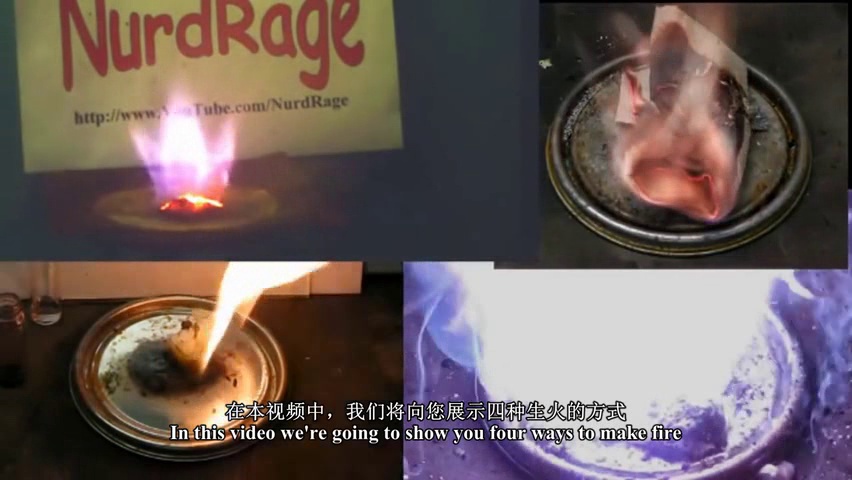 NurdRage
http://www.YouTube.com/NurdRage
在本视频中，我们将向您展示四种生火的方式
In this video we're going to show you four ways to make fire